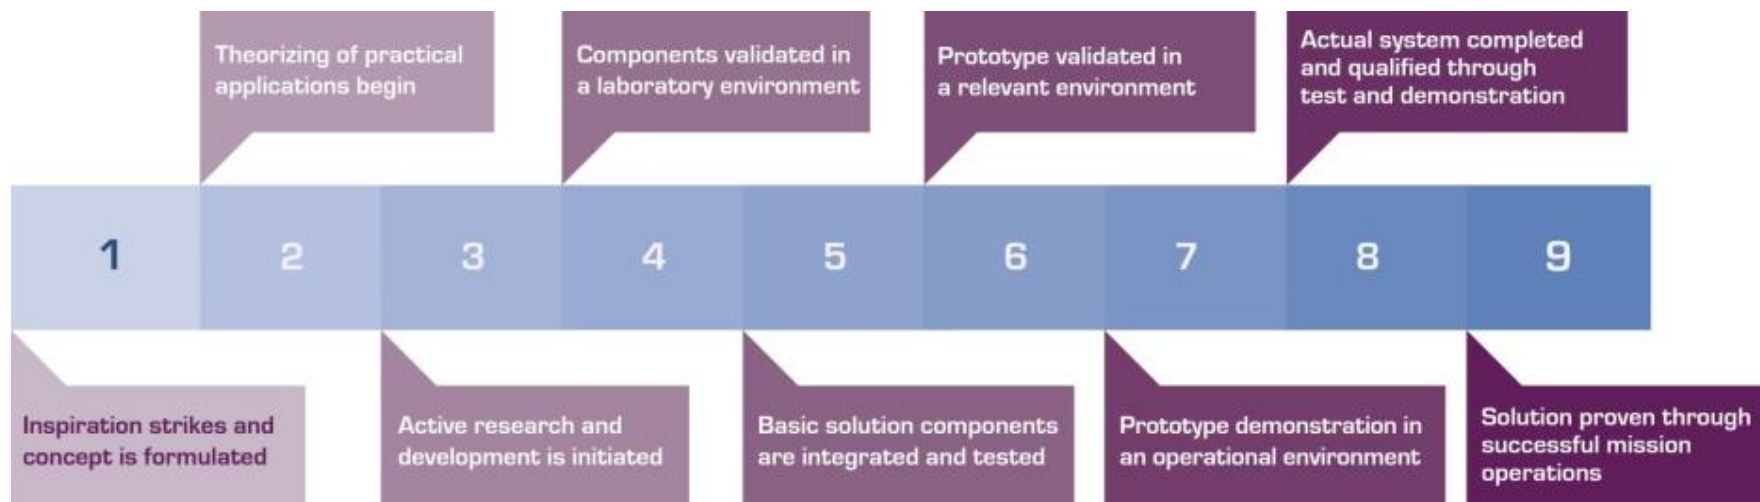 Theorizing of practical
applications begin
Components validated in
a laboratory environment
Prototype validated in
a relevant environment
Actual system completed
and qualified through
test and demonstration
1
2
3
4
5
6
7
8
9
Inspiration strikes and
concept is formulated
Active research and
development is initiated
Basic solution components
are integrated and tested
Prototype demonstration in
an operational environment
Solution proven through
successful mission
operations